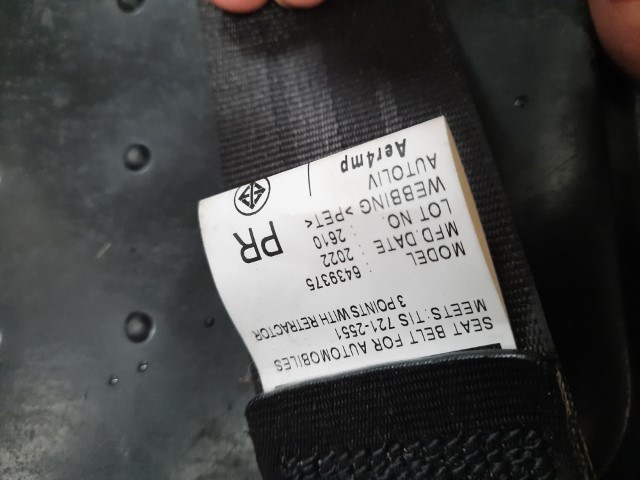 SEAT BELT FOR AUTOMOBILES
MEETS: TIS 721-2551
3 POINTS WITH RETRACTOR
MODEL : 6439375
MFD.DATE : 2022
LOT NO. : 2610
WEBBING >PET<
AUTOLIV
PR
Aer4mp